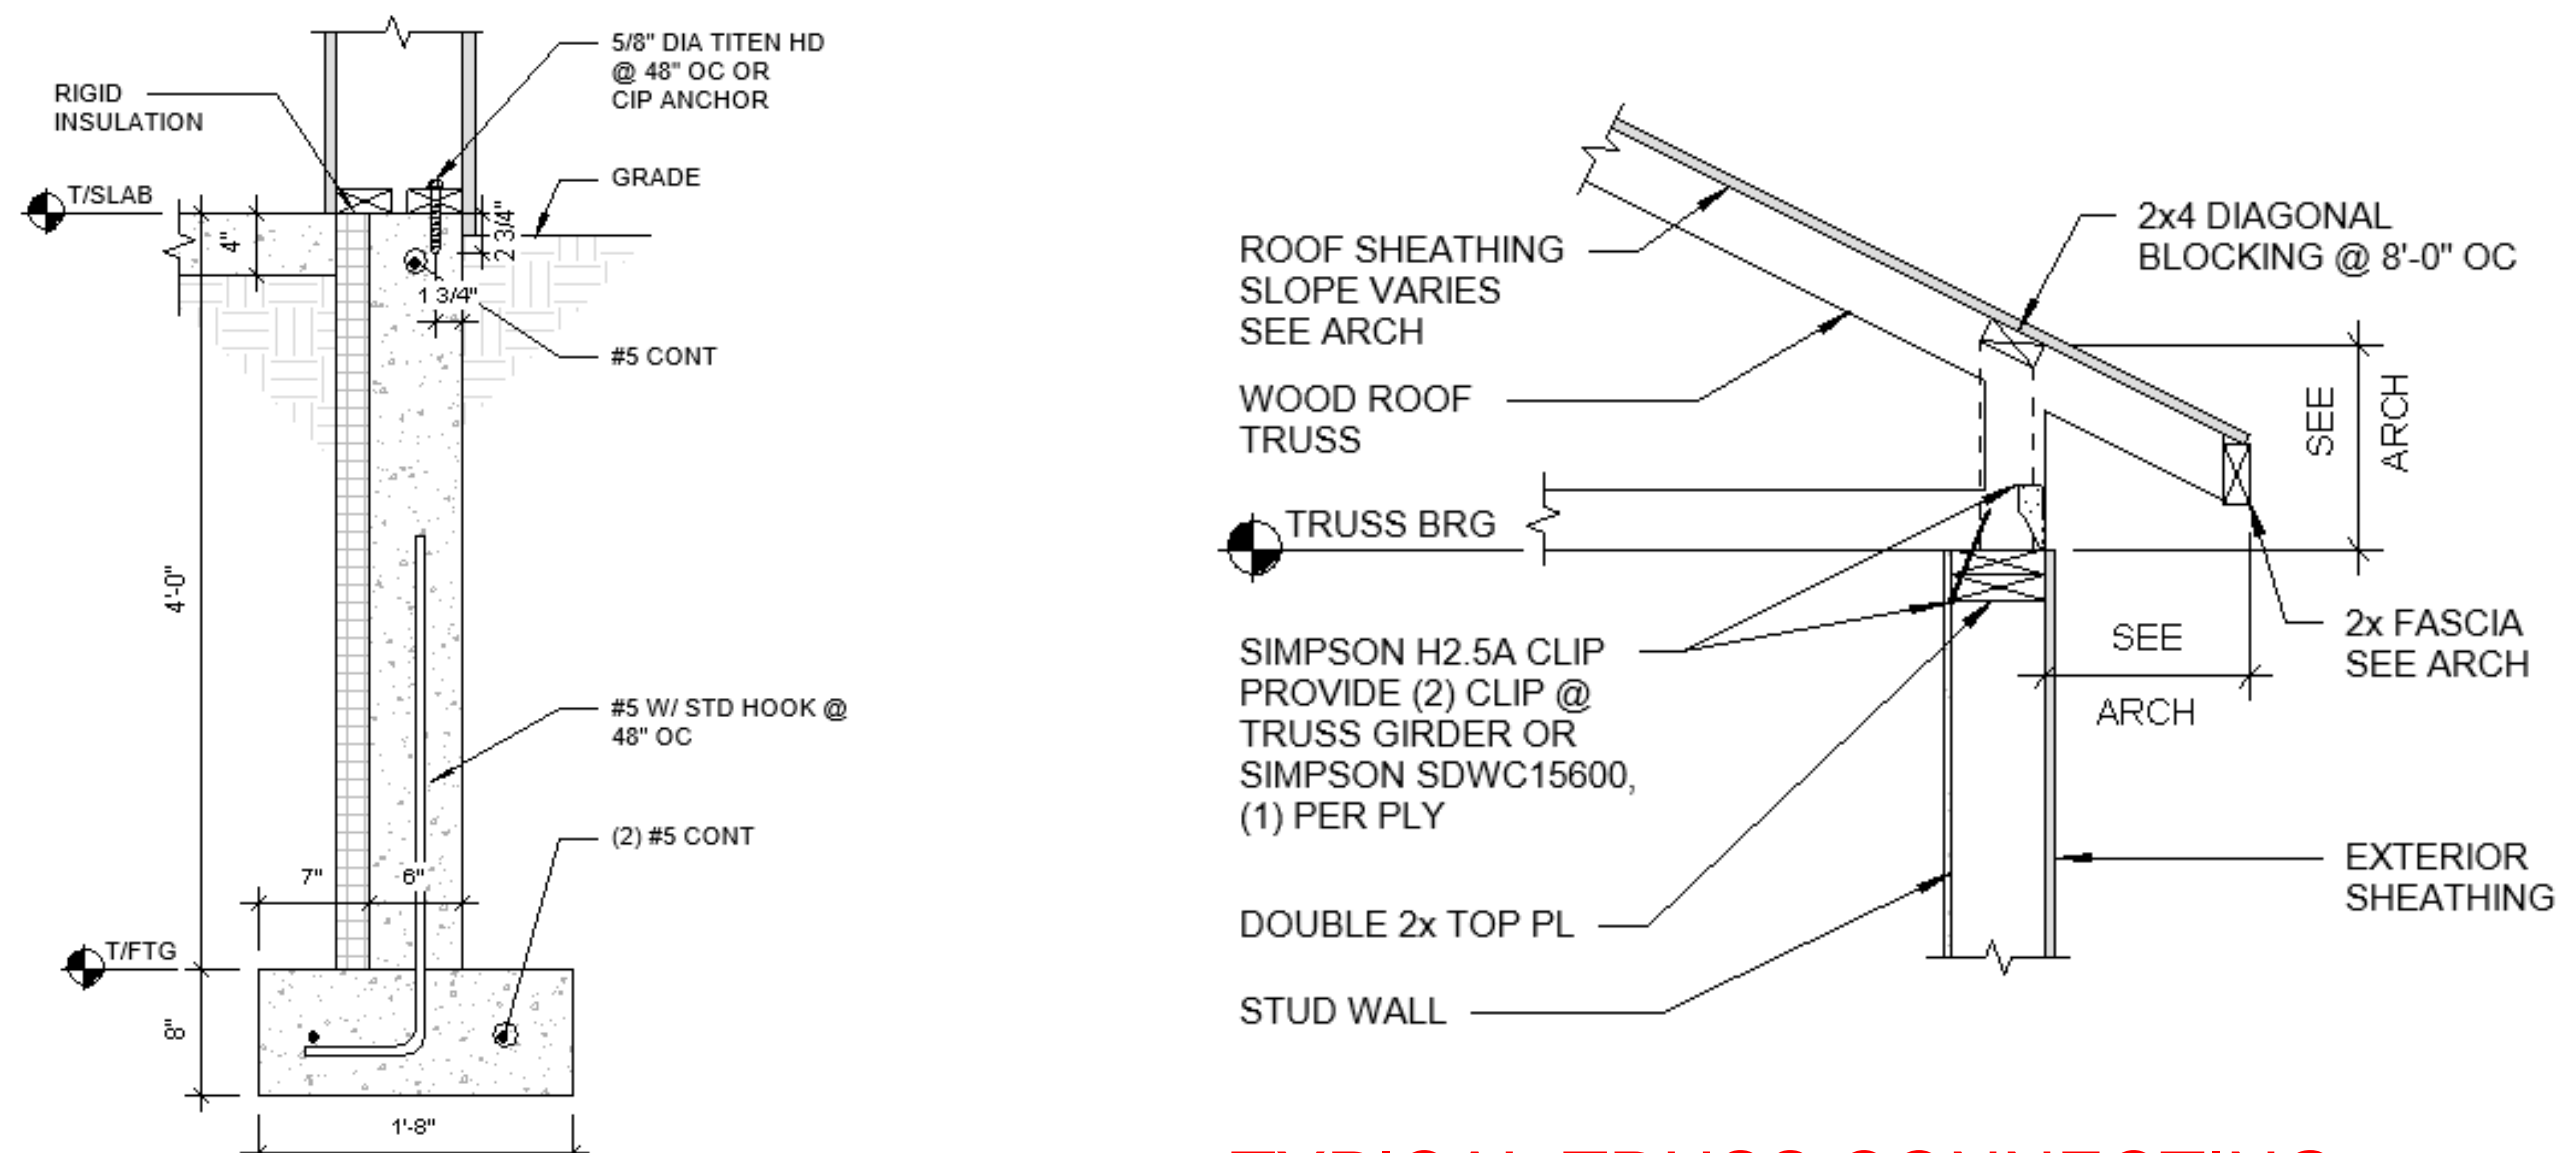 5/8" DIA TITEN HD
@ 48" OC OR
CIP ANCHOR
RIGID
INSULATION
GRADE
T/SLAB
4"
2 3/4"
1 3/4"
#5 CONT
4'-0"
#5 W/ STD HOOK @
48" OC
(2) #5 CONT
7"
6"
T/FTG
8"
1'-8"
2x4 DIAGONAL
BLOCKING @ 8'-0" OC
ROOF SHEATHING
SLOPE VARIES
SEE ARCH
WOOD ROOF
TRUSS
SEE
ARCH
TRUSS BRG
2x FASCIA
SEE ARCH
SEE
ARCH
SIMPSON H2.5A CLIP
PROVIDE (2) CLIP @
TRUSS GIRDER OR
SIMPSON SDWC15600,
(1) PER PLY
EXTERIOR
SHEATHING
DOUBLE 2x TOP PL
STUD WALL